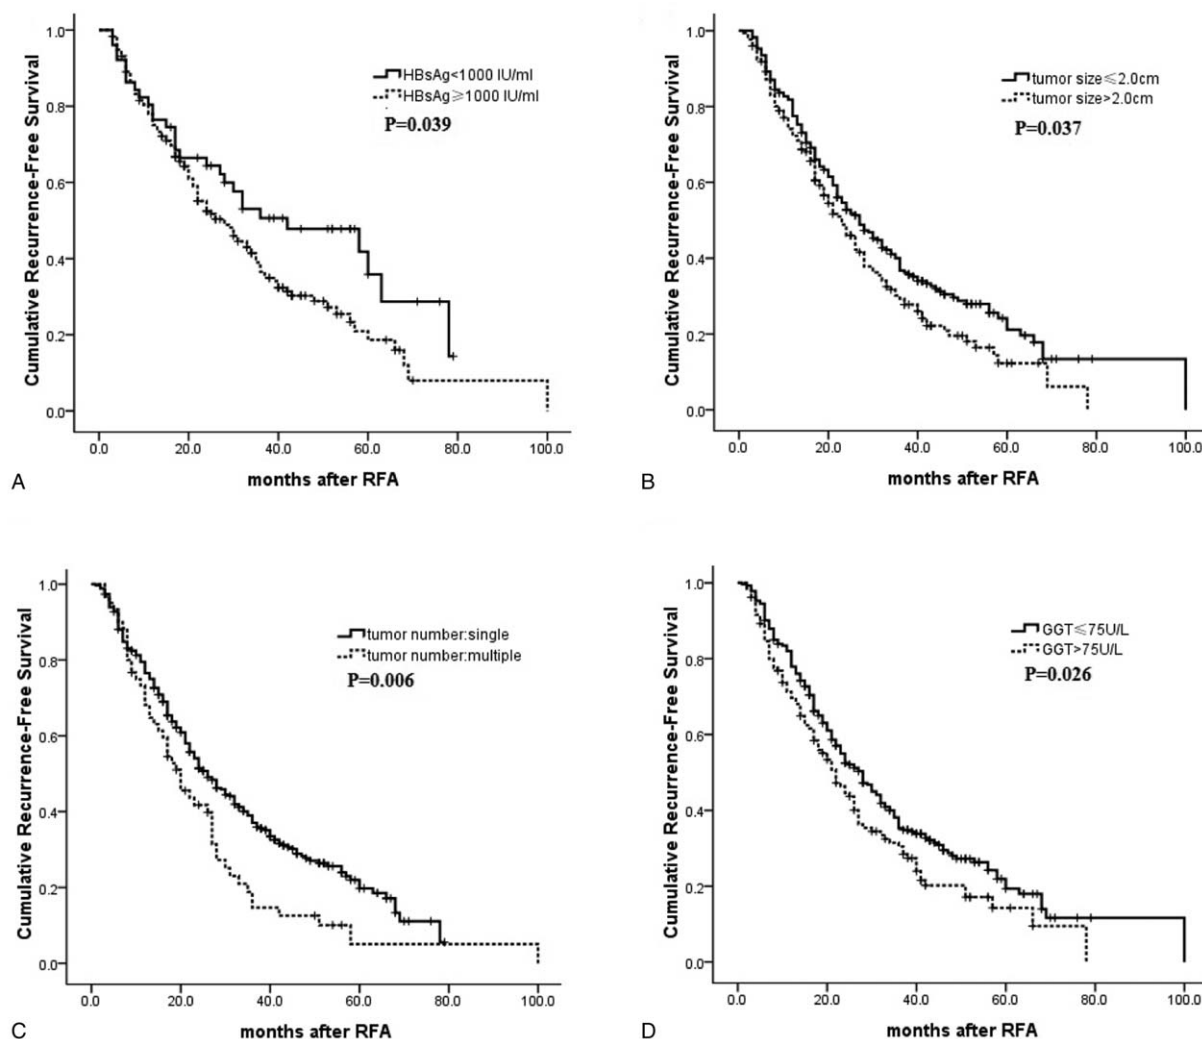 Cumulative Recurrence-Free Survival
1.0
0.8
0.6
0.4
0.2
0.0
HBsAg<1000 IU/ml
HBsAg≥1000 IU/ml
P=0.039
0.0 20.0 40.0 60.0 80.0 100.0
months after RFA
A
Cumulative Recurrence-Free Survival
1.0
0.8
0.6
0.4
0.2
0.0
tumor size≤2.0cm
tumor size>2.0cm
P=0.037
0.0 20.0 40.0 60.0 80.0 100.0
months after RFA
B
Cumulative Recurrence-Free Survival
1.0
0.8
0.6
0.4
0.2
0.0
tumor number:single
tumor number:multiple
P=0.006
0.0 20.0 40.0 60.0 80.0 100.0
months after RFA
C
Cumulative Recurrence-Free Survival
1.0
0.8
0.6
0.4
0.2
0.0
GGT≤75U/L
GGT>75U/L
P=0.026
0.0 20.0 40.0 60.0 80.0 100.0
months after RFA
D